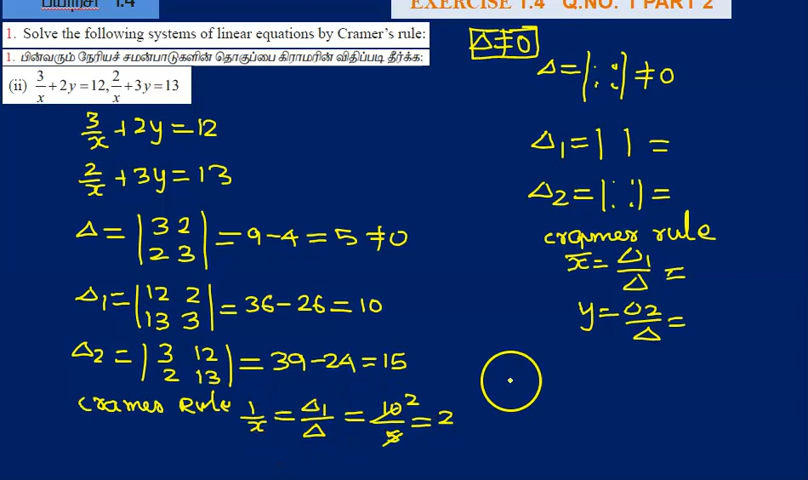 பயிற்சி 1.4
EXERCISE 1.4 Q.NO. 1 PART 2
1. Solve the following systems of linear equations by Cramer's rule:
1. பின்வரும் நேரியச் சமன்பாடுகளின் தொகுப்பை கிராமரின் விதிப்படி தீர்க்க:
(ii) 3/x + 2y = 12, 2/x + 3y = 13
3/x + 2y = 12
2/x + 3y = 13
Δ = |3 2| = 9 - 4 = 5 ≠ 0
|2 3|
Δ1 = |12 2| = 36 - 26 = 10
|13 3|
Δ2 = |3 12| = 39 - 24 = 15
|2 13|
Cramer Rule 1/x = Δ1/Δ = 10/5 = 2
Δ ≠ 0
Δ = |: :| ≠ 0
Δ1 = | | =
Δ2 = |: :| =
cramer rule
x = Δ1/Δ =
y = Δ2/Δ =